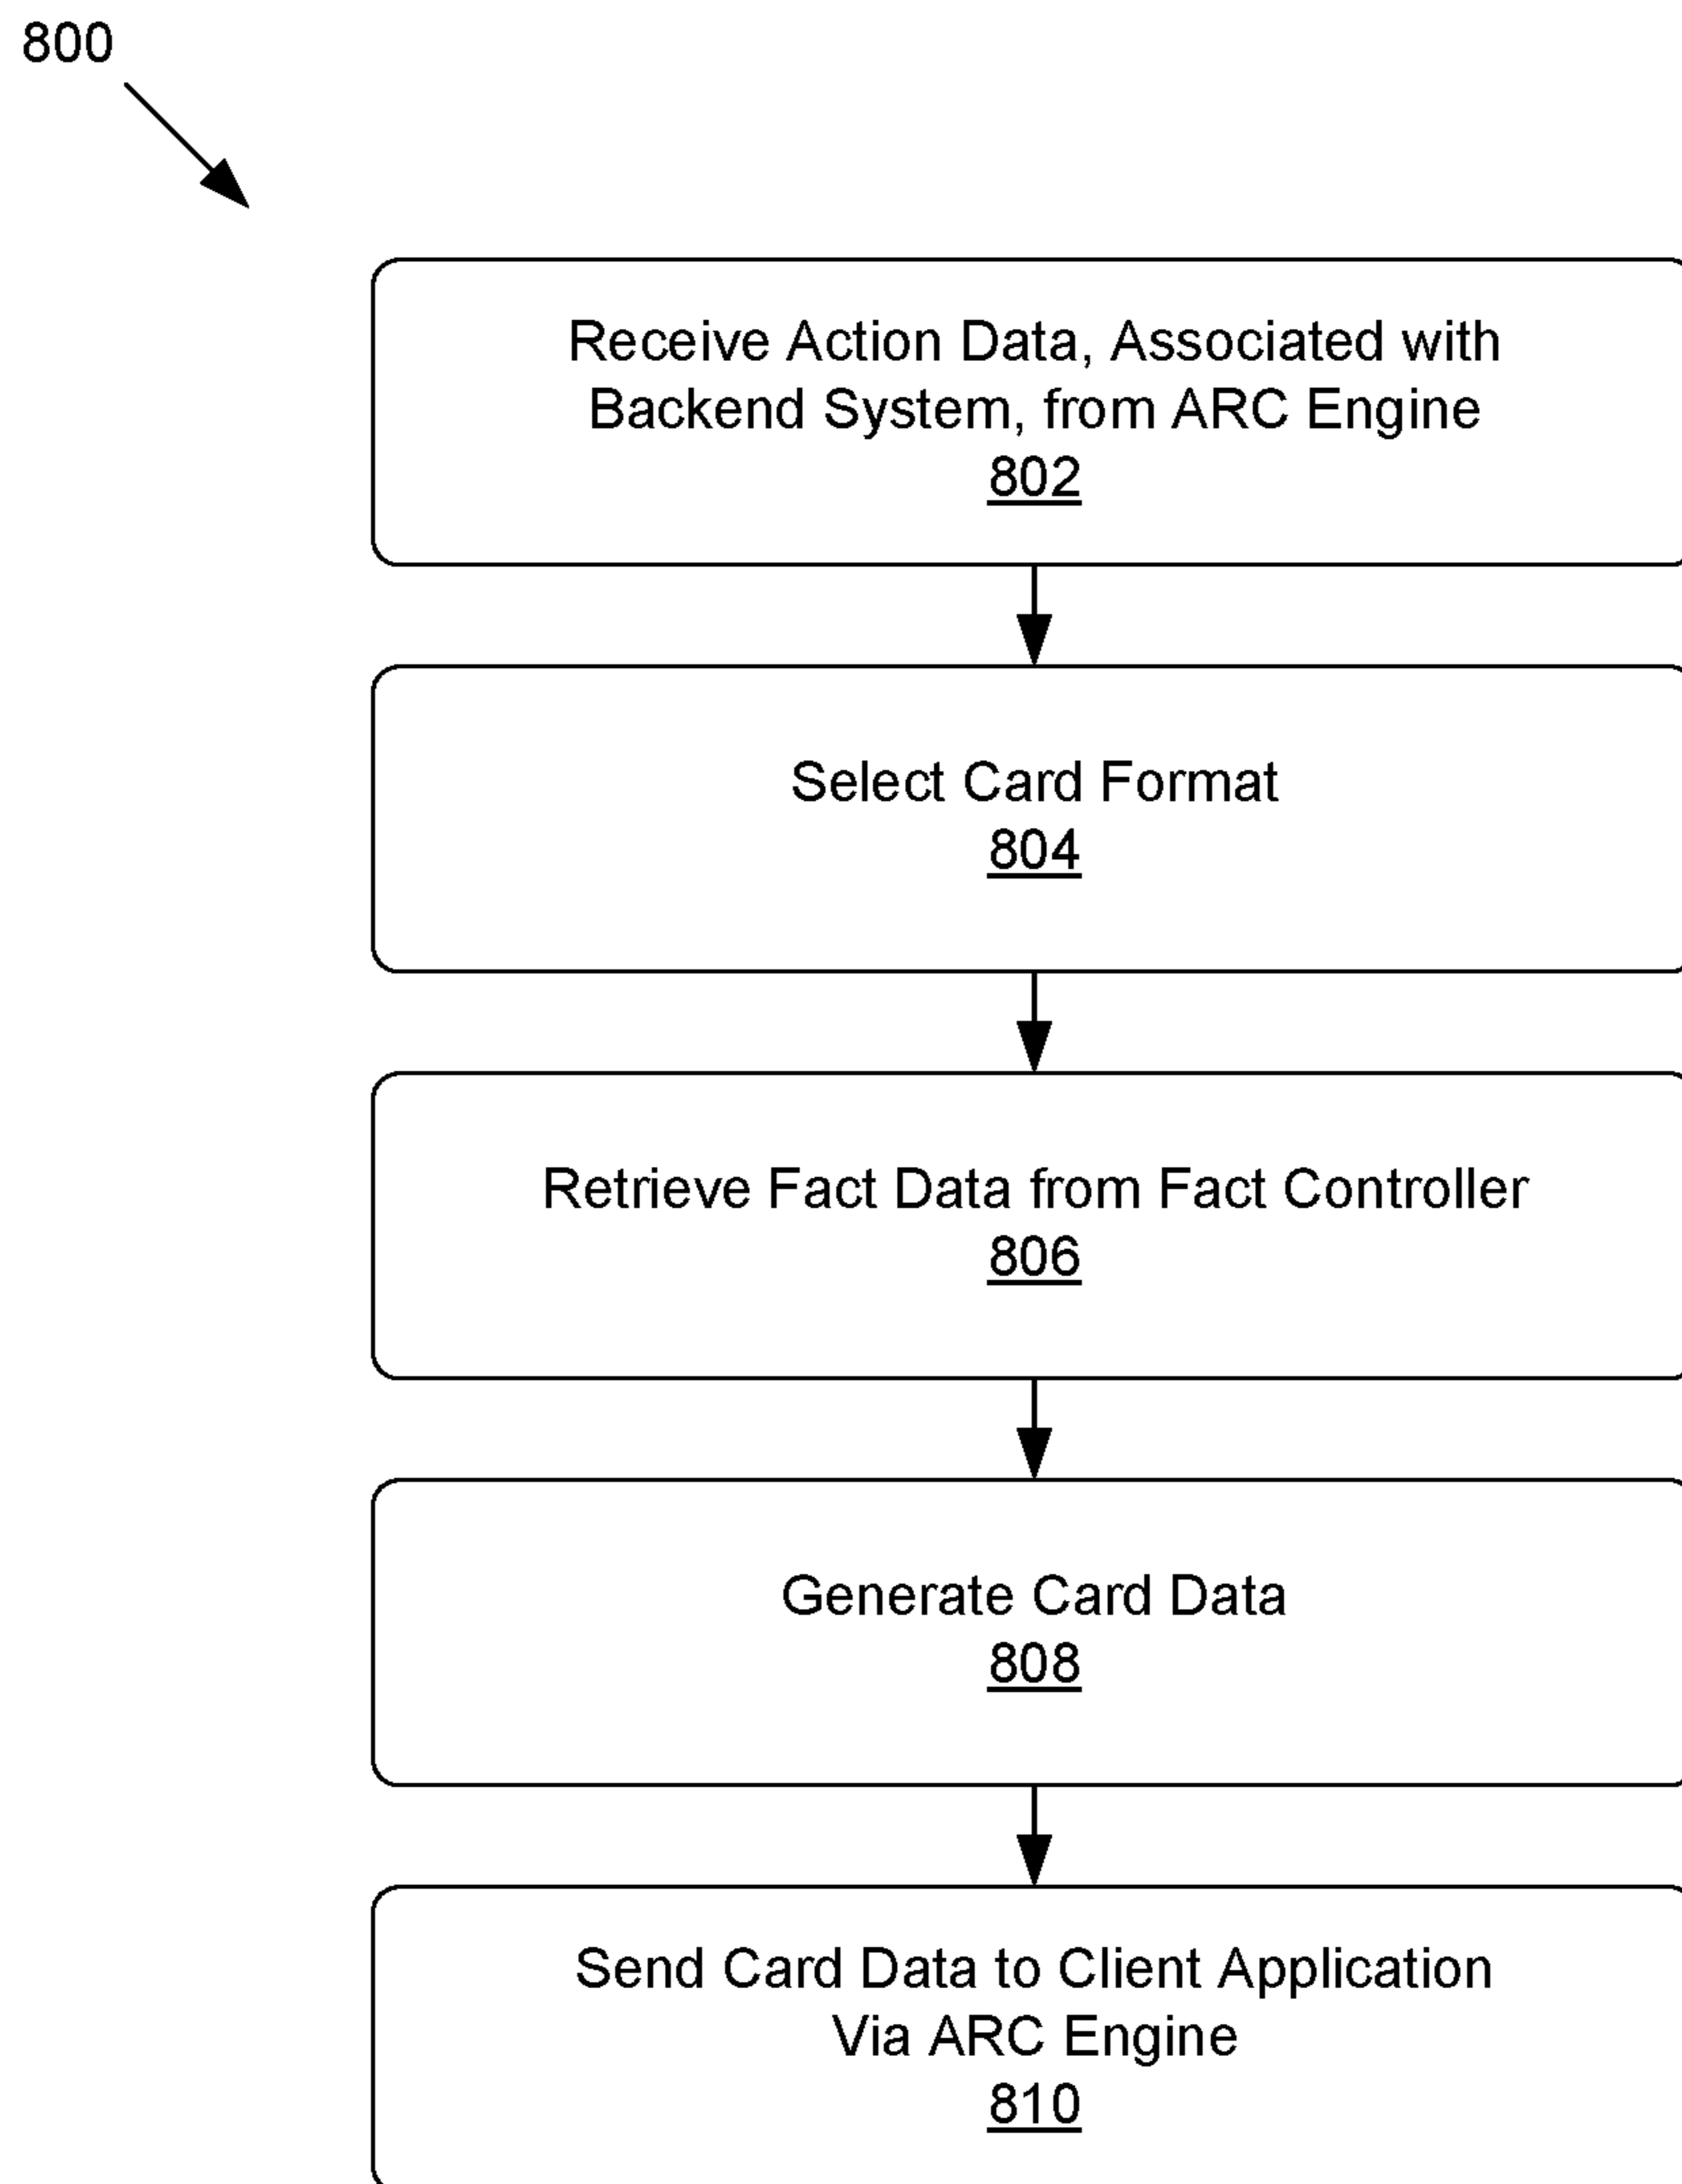 800
Receive Action Data, Associated with
Backend System, from ARC Engine
802
Select Card Format
804
Retrieve Fact Data from Fact Controller
806
Generate Card Data
808
Send Card Data to Client Application
Via ARC Engine
810